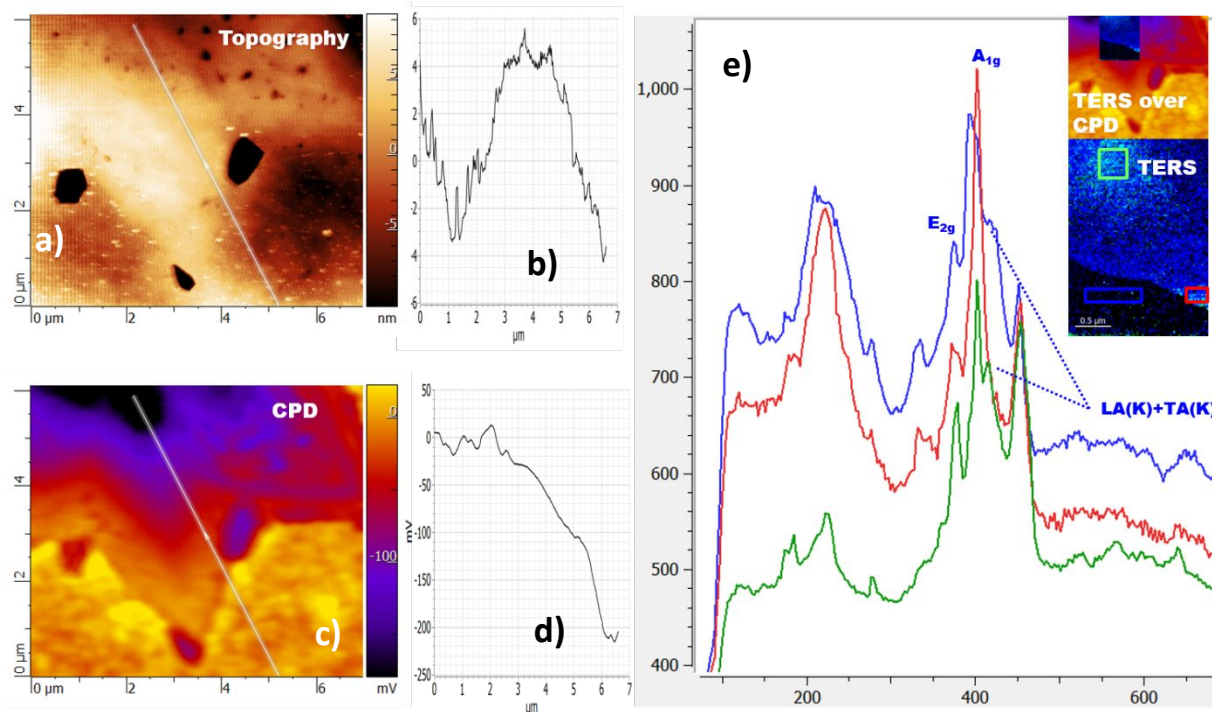 Topography
a)
4
2
0 µm
0 µm
2
4
6
5
0
-5
nm
6
4
2
0
-2
-4
-6
0
1
2
3
4
5
6
7
µm
b)
CPD
c)
4
2
0 µm
0 µm
2
4
6
0
-100
mV
50
0
-50
-100
-150
-200
-250
mV
0
1
2
3
4
5
6
7
µm
d)
e)
1,000
900
800
700
600
500
400
200
400
600
E2g
A1g
LA(K)+TA(K)
TERS over
CPD
TERS
0.5 µm